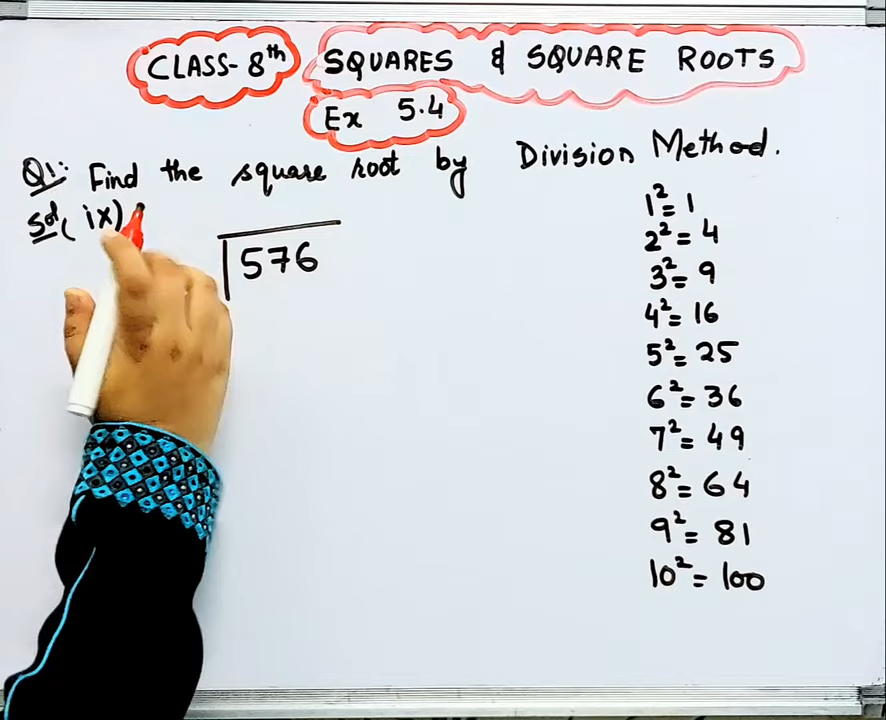 CLASS-8th SQUARES & SQUARE ROOTS
Ex 5.4
Q1: Find the square root by Division Method.
Sol (ix)
576
1²= 1
2² = 4
3²= 9
4²= 16
5²= 25
6²= 36
7²= 49
8²= 64
9²= 81
10²= 100